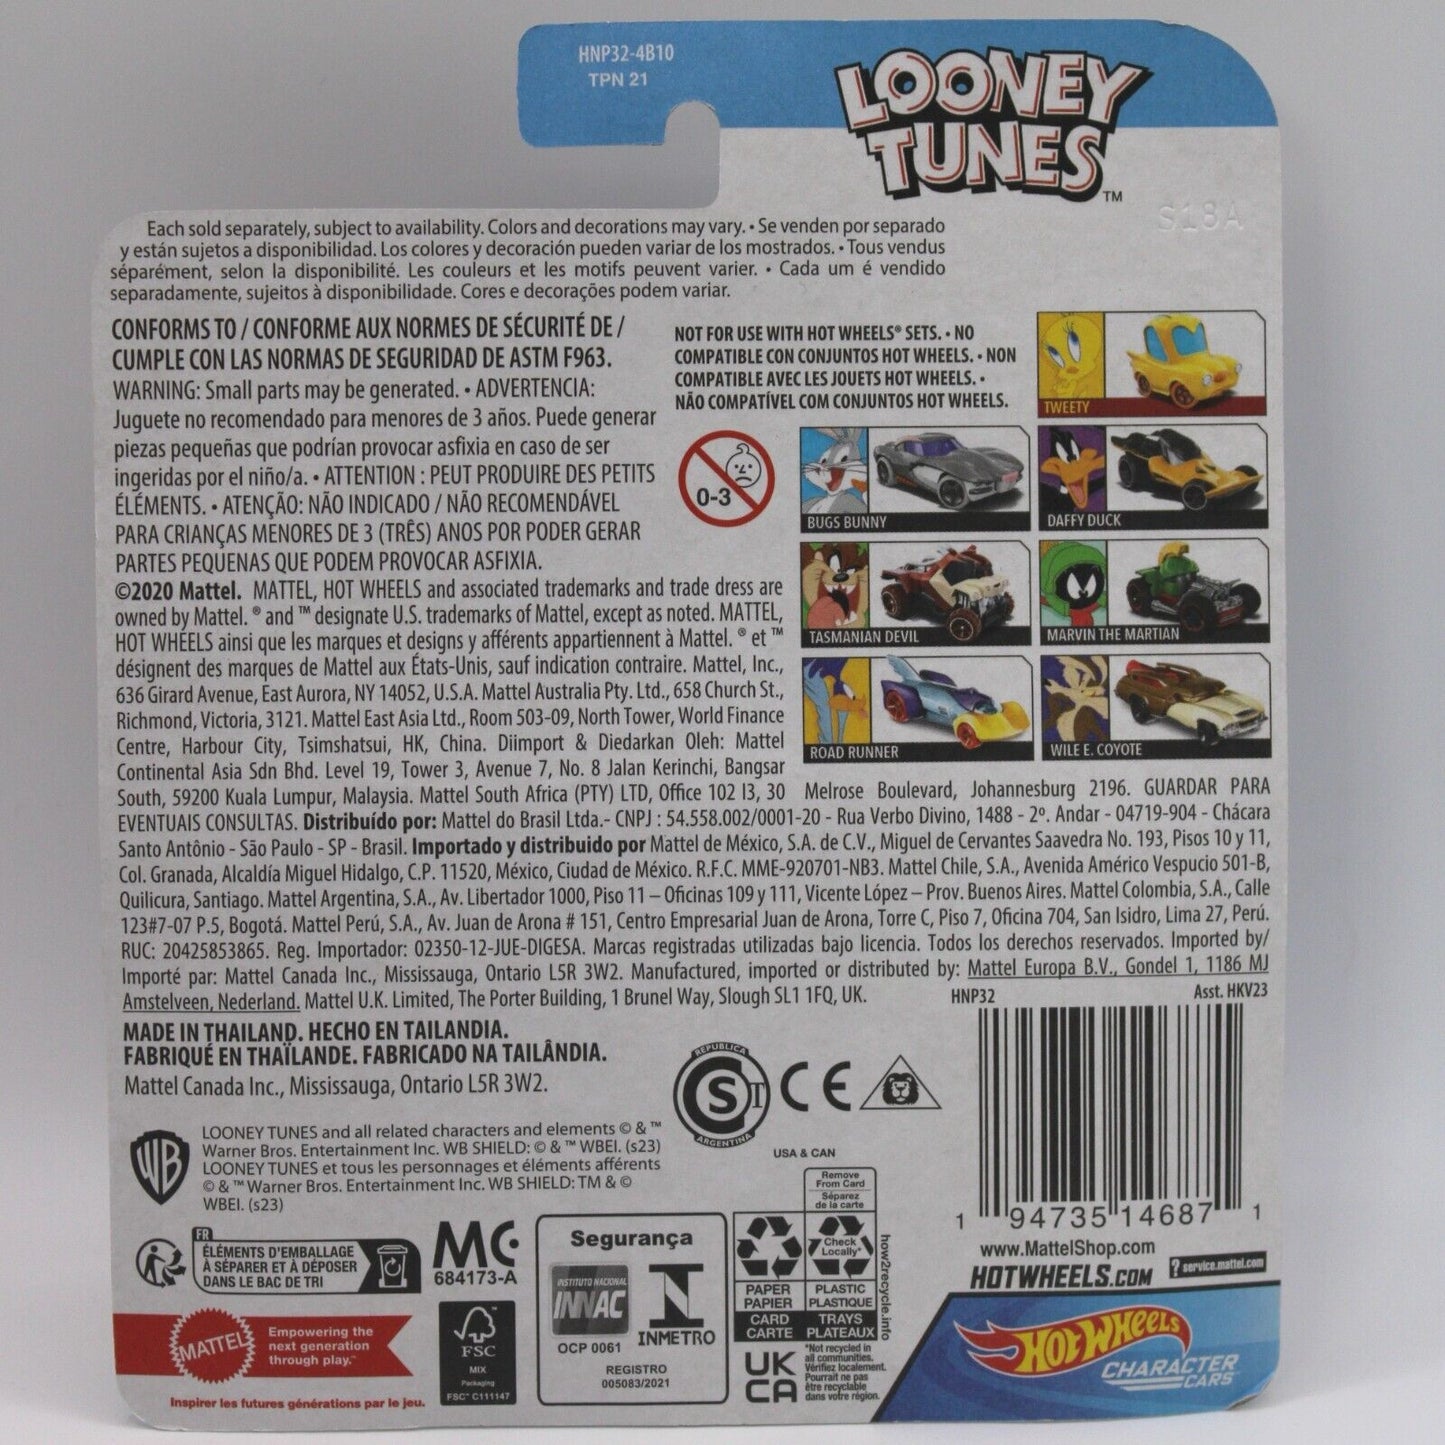 HNP32-4B10
TPN 21
LOONEY
TUNES™
S18A
Each sold separately, subject to availability. Colors and decorations may vary. • Se venden por separado
y están sujetos a disponibilidad. Los colores y decoración pueden variar de los mostrados. • Tous vendus
séparément, selon la disponibilité. Les couleurs et les motifs peuvent varier. • Cada um é vendido
separadamente, sujeitos à disponibilidade. Cores e decorações podem variar.
CONFORMS TO / CONFORME AUX NORMES DE SÉCURITÉ DE /
CUMPLE CON LAS NORMAS DE SEGURIDAD DE ASTM F963.
WARNING: Small parts may be generated. • ADVERTENCIA:
Juguete no recomendado para menores de 3 años. Puede generar
piezas pequeñas que podrían provocar asfixia en caso de ser
ingeridas por el niño/a. • ATTENTION : PEUT PRODUIRE DES PETITS
ÉLÉMENTS. • ATENÇÃO: NÃO INDICADO / NÃO RECOMENDÁVEL
PARA CRIANÇAS MENORES DE 3 (TRÊS) ANOS POR PODER GERAR
PARTES PEQUENAS QUE PODEM PROVOCAR ASFIXIA.
NOT FOR USE WITH HOT WHEELS® SETS. • NO
COMPATIBLE CON CONJUNTOS HOT WHEELS. • NON
COMPATIBLE AVEC LES JOUETS HOT WHEELS. •
NÃO COMPATÍVEL COM CONJUNTOS HOT WHEELS.
0-3
TWEETY
BUGS BUNNY
DAFFY DUCK
TASMANIAN DEVIL
MARVIN THE MARTIAN
ROAD RUNNER
WILE E. COYOTE
©2020 Mattel. MATTEL, HOT WHEELS and associated trademarks and trade dress are
owned by Mattel. ® and ™ designate U.S. trademarks of Mattel, except as noted. MATTEL,
HOT WHEELS ainsi que les marques et designs y afférents appartiennent à Mattel. ® et ™
désignent des marques de Mattel aux États-Unis, sauf indication contraire. Mattel, Inc.,
636 Girard Avenue, East Aurora, NY 14052, U.S.A. Mattel Australia Pty. Ltd., 658 Church St.,
Richmond, Victoria, 3121. Mattel East Asia Ltd., Room 503-09, North Tower, World Finance
Centre, Harbour City, Tsimshatsui, HK, China. Diimport & Diedarkan Oleh: Mattel
Continental Asia Sdn Bhd. Level 19, Tower 3, Avenue 7, No. 8 Jalan Kerinchi, Bangsar
South, 59200 Kuala Lumpur, Malaysia. Mattel South Africa (PTY) LTD, Office 102 I3, 30 Melrose Boulevard, Johannesburg 2196. GUARDAR PARA
EVENTUAIS CONSULTAS. Distribuído por: Mattel do Brasil Ltda.- CNPJ : 54.558.002/0001-20 - Rua Verbo Divino, 1488 - 2º. Andar - 04719-904 - Chácara
Santo Antônio - São Paulo - SP - Brasil. Importado y distribuido por Mattel de México, S.A. de C.V., Miguel de Cervantes Saavedra No. 193, Pisos 10 y 11,
Col. Granada, Alcaldía Miguel Hidalgo, C.P. 11520, México, Ciudad de México. R.F.C. MME-920701-NB3. Mattel Chile, S.A., Avenida Américo Vespucio 501-B,
Quilicura, Santiago. Mattel Argentina, S.A., Av. Libertador 1000, Piso 11 – Oficinas 109 y 111, Vicente López – Prov. Buenos Aires. Mattel Colombia, S.A., Calle
123#7-07 P.5, Bogotá. Mattel Perú, S.A., Av. Juan de Arona # 151, Centro Empresarial Juan de Arona, Torre C, Piso 7, Oficina 704, San Isidro, Lima 27, Perú.
RUC: 20425853865. Reg. Importador: 02350-12-JUE-DIGESA. Marcas registradas utilizadas bajo licencia. Todos los derechos reservados. Imported by/
Importé par: Mattel Canada Inc., Mississauga, Ontario L5R 3W2. Manufactured, imported or distributed by: Mattel Europa B.V., Gondel 1, 1186 MJ
Amstelveen, Nederland. Mattel U.K. Limited, The Porter Building, 1 Brunel Way, Slough SL1 1FQ, UK.
HNP32
Asst. HKV23
MADE IN THAILAND. HECHO EN TAILANDIA.
FABRIQUÉ EN THAÏLANDE. FABRICADO NA TAILÂNDIA.
Mattel Canada Inc., Mississauga, Ontario L5R 3W2.
REPUBLICA
S T
ARGENTINA
CE
WB
LOONEY TUNES and all related characters and elements © & ™
Warner Bros. Entertainment Inc. WB SHIELD: © & ™ WBEI. (s23)
LOONEY TUNES et tous les personnages et éléments afférents
© & ™ Warner Bros. Entertainment Inc. WB SHIELD: TM & ©
WBEI. (s23)
USA & CAN
Remove
From Card
Séparez
de la carte
Check
Locally*
PAPER
PAPIER
PLASTIC
PLASTIQUE
CARD
CARTE
TRAYS
PLATEAUX
how2recycle.info
*Not recycled in
all communities.
Vérifiez localement.
Pourrait ne pas
être recyclable
dans votre région.
UK
CA
1 94735 14687 1
www.MattelShop.com
HOTWHEELS.COM
? service.mattel.com
FR
ÉLÉMENTS D'EMBALLAGE
À SÉPARER ET À DÉPOSER
DANS LE BAC DE TRI
MC
684173-A
Segurança
INSTITUTO NACIONAL
INNAC
OCP 0061
INMETRO
REGISTRO
005083/2021
MATTEL
Empowering the
next generation
through play.™
Inspirer les futures générations par le jeu.
FSC
MIX
Packaging
FSC® C111147
HOT WHEELS
CHARACTER
CARS™